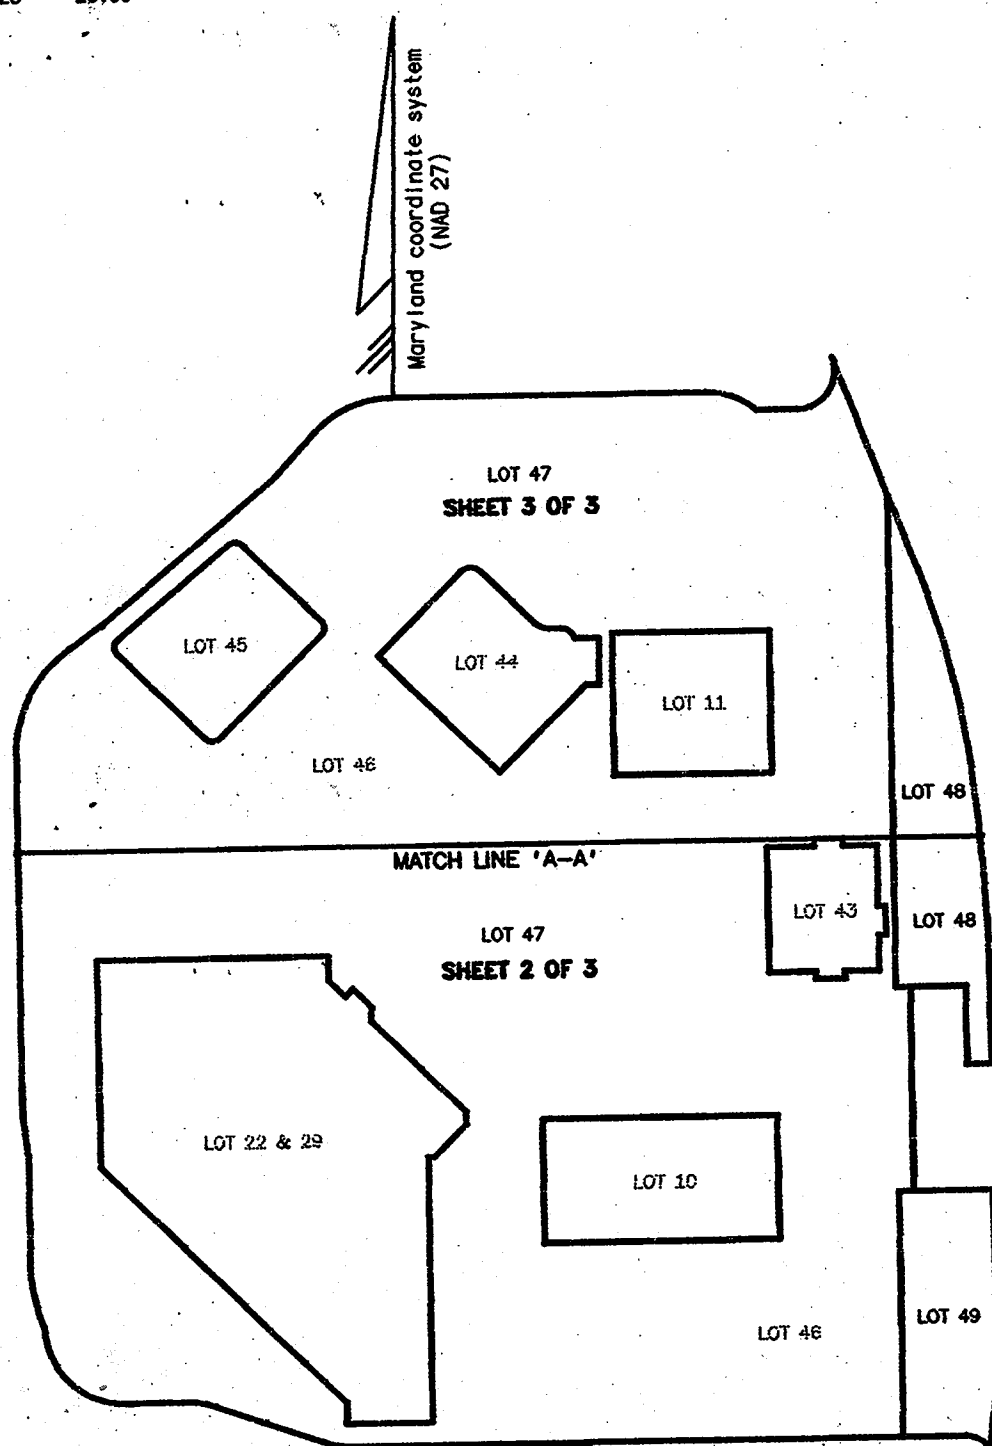 Maryland coordinate system
(NAD 27)
LOT 47
SHEET 3 OF 3
LOT 45
LOT 44
LOT 11
LOT 46
LOT 48
MATCH LINE 'A-A'
LOT 43
LOT 48
LOT 47
SHEET 2 OF 3
LOT 22 & 29
LOT 10
LOT 49
LOT 46